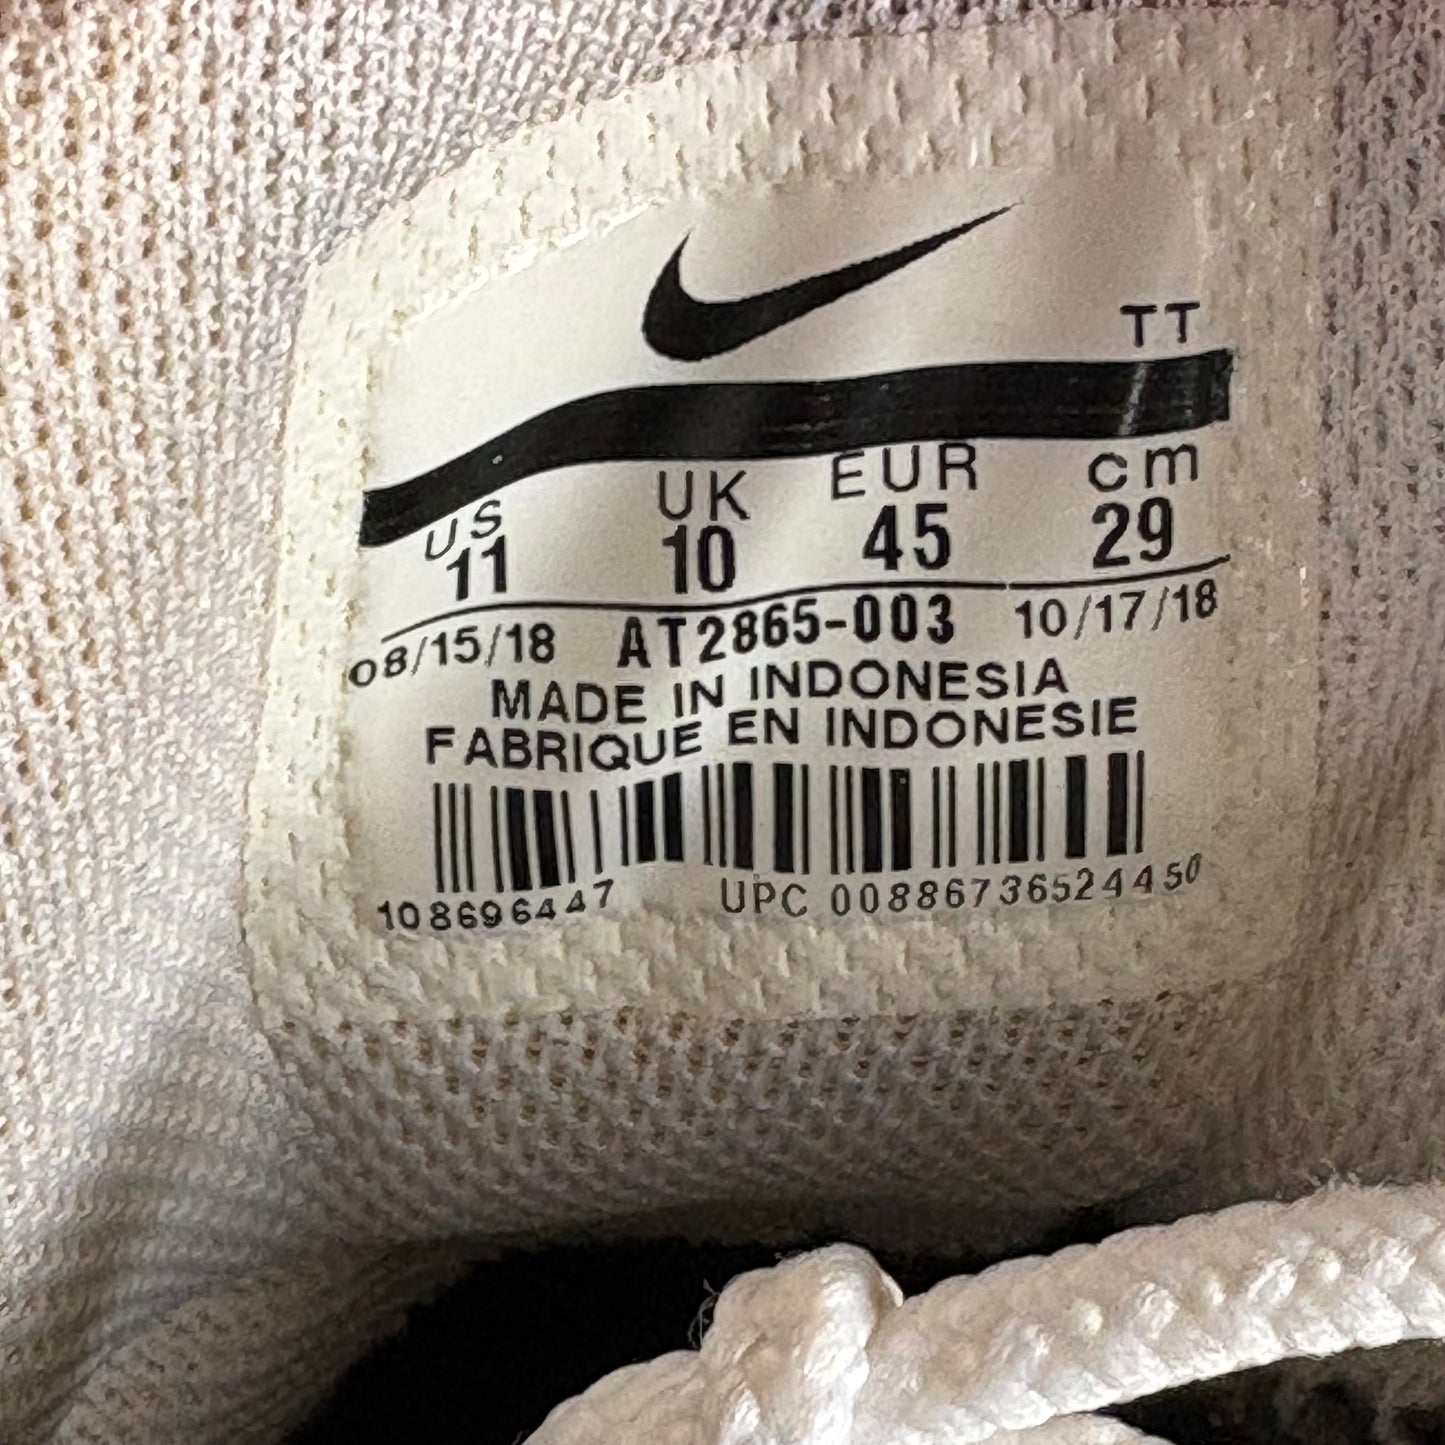 TT
US UK EUR cm
11 10 45 29
08/15/18 AT2865-003 10/17/18
MADE IN INDONESIA
FABRIQUE EN INDONESIE
108696447 UPC 00886736524450